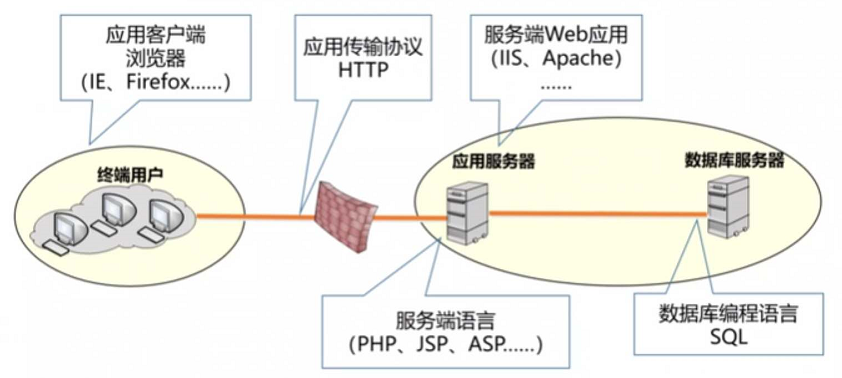 应用客户端
浏览器
（IE、Firefox......）
应用传输协议
HTTP
服务端Web应用
（IIS、Apache）
......
终端用户
应用服务器
数据库服务器
服务端语言
（PHP、JSP、ASP......）
数据库编程语言
SQL